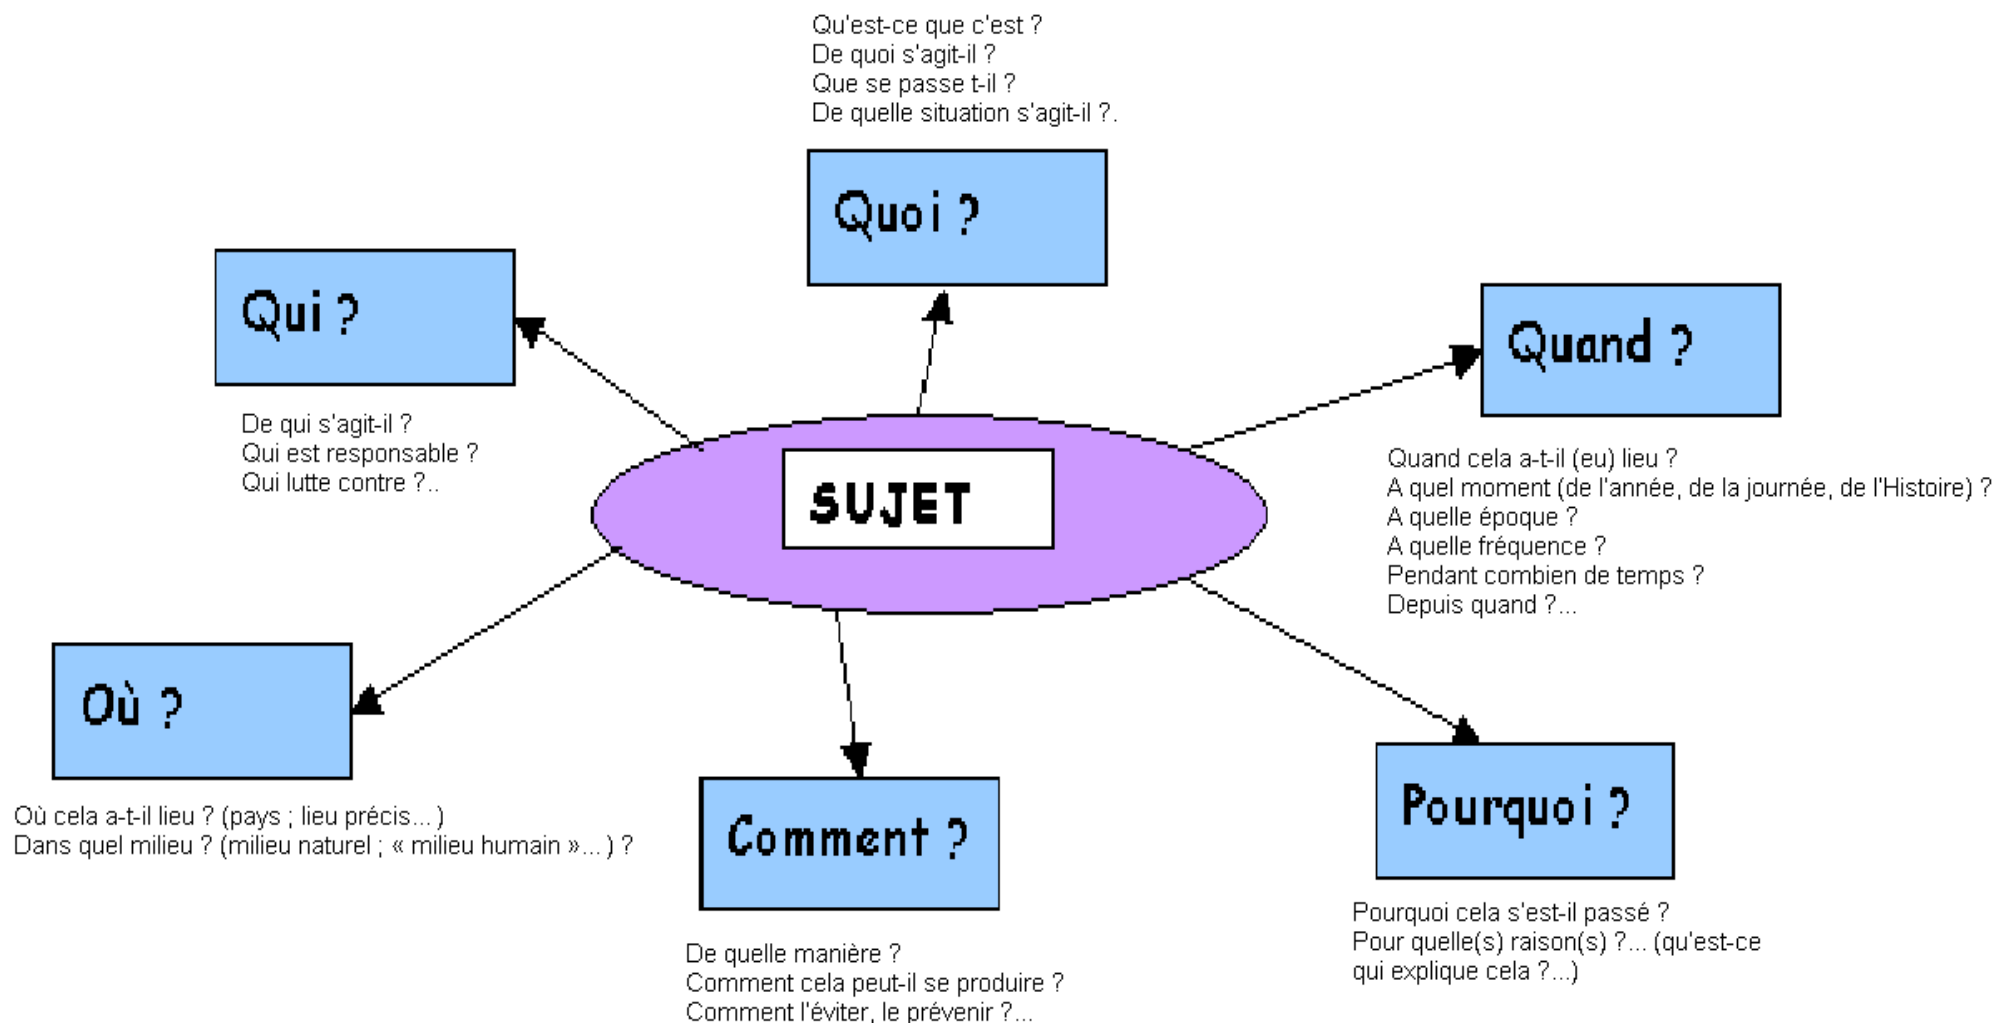 Qu'est-ce que c'est ?
De quoi s'agit-il ?
Que se passe t-il ?
De quelle situation s'agit-il ?.
Quoi ?
Qui ?
De qui s'agit-il ?
Qui est responsable ?
Qui lutte contre ?..
Quand ?
Quand cela a-t-il (eu) lieu ?
A quel moment (de l'année, de la journée, de l'Histoire) ?
A quelle époque ?
A quelle fréquence ?
Pendant combien de temps ?
Depuis quand ?...
SUJET
Où ?
Où cela a-t-il lieu ? (pays ; lieu précis...)
Dans quel milieu ? (milieu naturel ; « milieu humain »...) ?
Comment ?
De quelle manière ?
Comment cela peut-il se produire ?
Comment l'éviter, le prévenir ?...
Pourquoi ?
Pourquoi cela s'est-il passé ?
Pour quelle(s) raison(s) ?... (qu'est-ce
qui explique cela ?...)